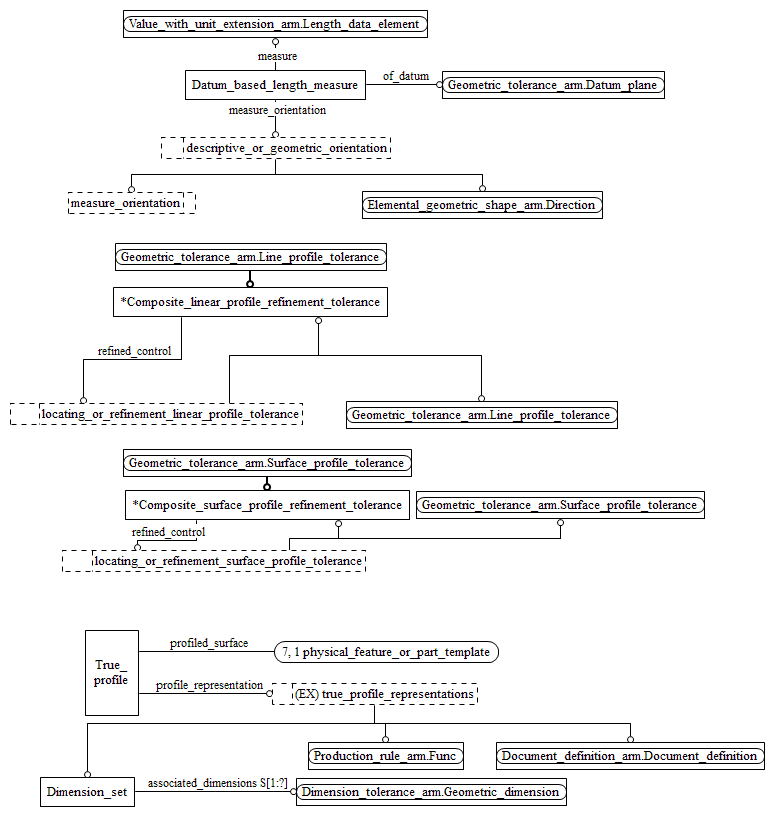 Value_with_unit_extension_arm.Length_data_element
measure
Datum_based_length_measure
of_datum
Geometric_tolerance_arm.Datum_plane
measure_orientation
descriptive_or_geometric_orientation
measure_orientation
Elemental_geometric_shape_arm.Direction
Geometric_tolerance_arm.Line_profile_tolerance
*Composite_linear_profile_refinement_tolerance
refined_control
locating_or_refinement_linear_profile_tolerance
Geometric_tolerance_arm.Line_profile_tolerance
Geometric_tolerance_arm.Surface_profile_tolerance
*Composite_surface_profile_refinement_tolerance
Geometric_tolerance_arm.Surface_profile_tolerance
refined_control
locating_or_refinement_surface_profile_tolerance
True_
profile
profiled_surface
7, 1 physical_feature_or_part_template
profile_representation
(EX) true_profile_representations
Production_rule_arm.Func
Document_definition_arm.Document_definition
Dimension_set
associated_dimensions S[1:?]
Dimension_tolerance_arm.Geometric_dimension